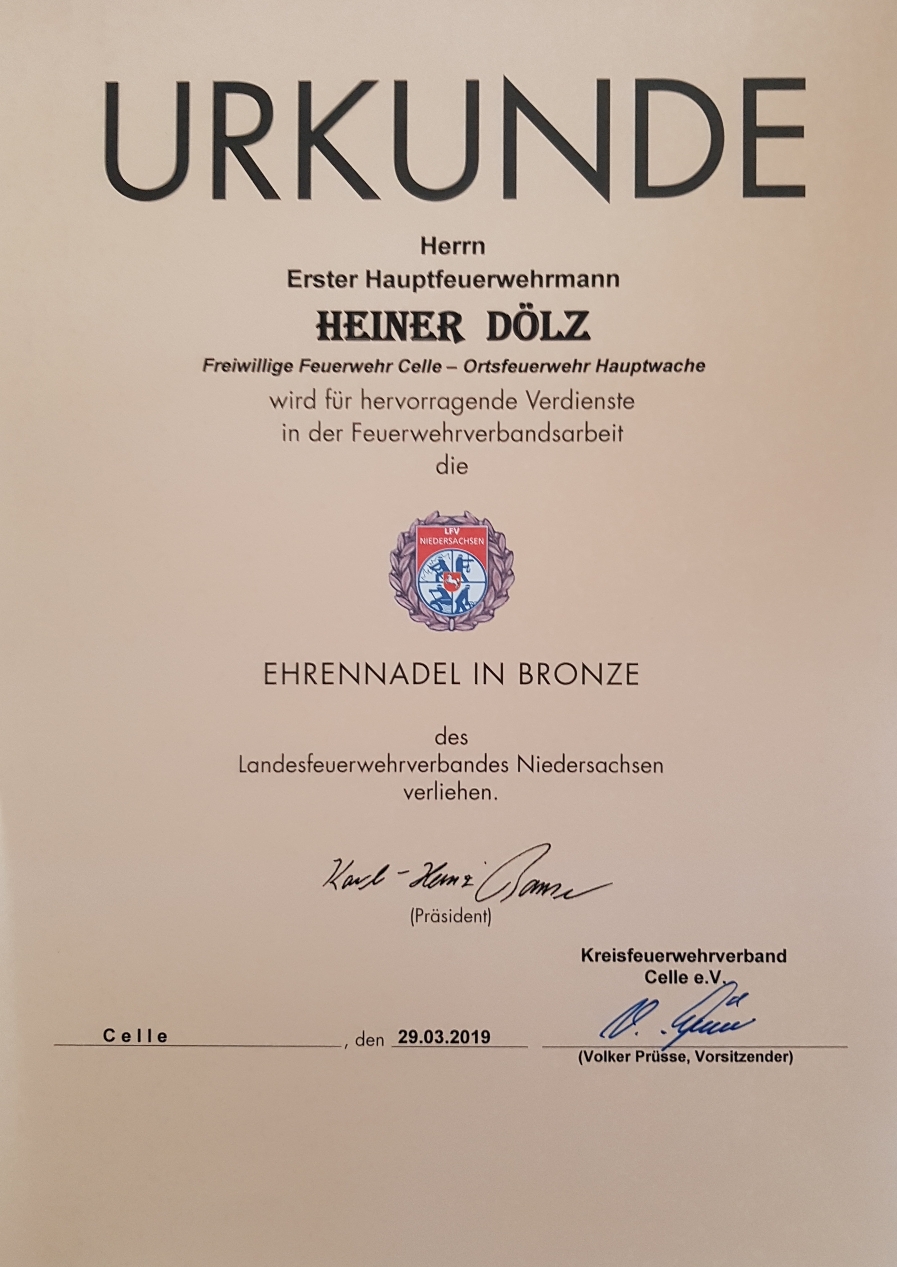 URKUNDE
Herrn
Erster Hauptfeuerwehrmann
HEINER DÖLZ
Freiwillige Feuerwehr Celle – Ortsfeuerwehr Hauptwache
wird für hervorragende Verdienste
in der Feuerwehrverbandsarbeit
die
LFV
NIEDERSACHSEN
EHRENNADEL IN BRONZE
des
Landesfeuerwehrverbandes Niedersachsen
verliehen.
Karl-Heinz
(Präsident)
Kreisfeuerwehrverband
Celle e.V.
Celle, den 29.03.2019
(Volker Prüsse, Vorsitzender)